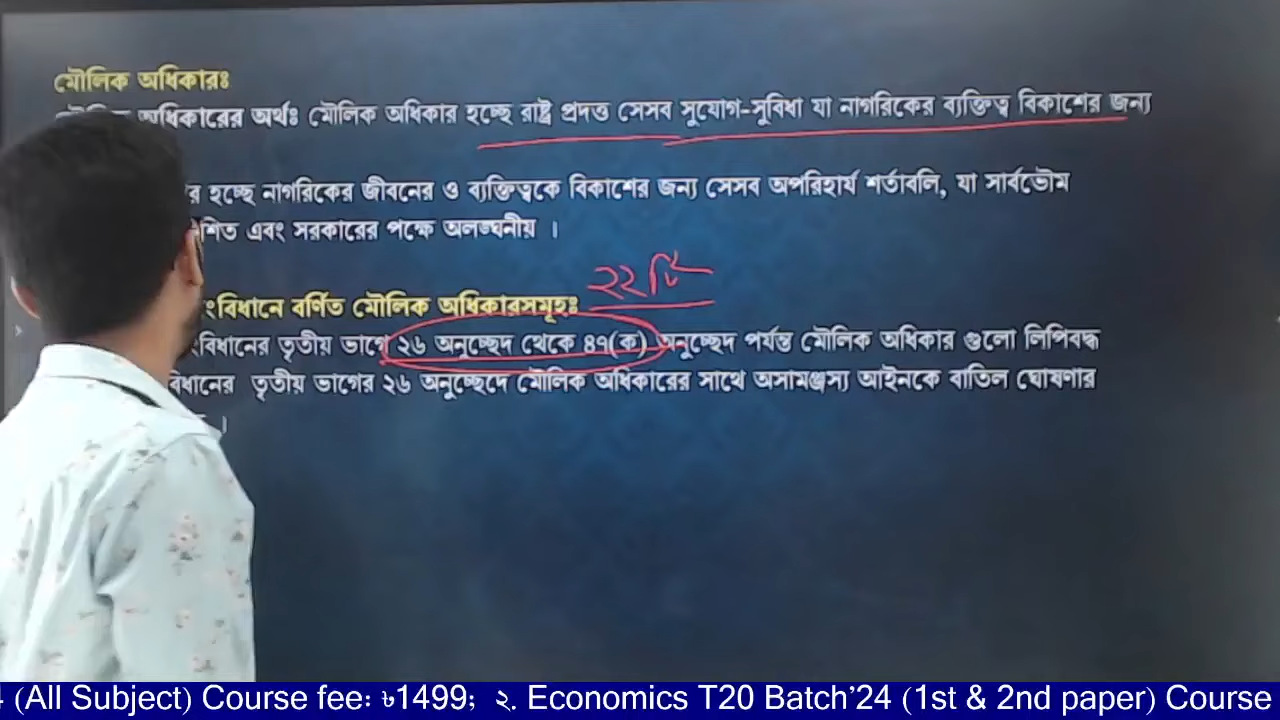 মৌলিক অধিকারঃ
অধিকারের অর্থঃ মৌলিক অধিকার হচ্ছে রাষ্ট্র প্রদত্ত সেসব সুযোগ-সুবিধা যা নাগরিকের ব্যক্তিত্ব বিকাশের জন্য
হচ্ছে নাগরিকের জীবনের ও ব্যক্তিত্বকে বিকাশের জন্য সেসব অপরিহার্য শর্তাবলি, যা সার্বভৌম
এবং সরকারের পক্ষে অলঙ্ঘনীয় ।
২২ টি
বর্ণিত মৌলিক অধিকারসমূহঃ
তৃতীয় ভাগে ২৬ অনুচ্ছেদ থেকে ৪৭(ক) অনুচ্ছেদ পর্যন্ত মৌলিক অধিকার গুলো লিপিবদ্ধ
তৃতীয় ভাগের ২৬ অনুচ্ছেদে মৌলিক অধিকারের সাথে অসামঞ্জস্য আইনকে বাতিল ঘোষণার
।
(All Subject) Course fee: ৳1499; ২. Economics T20 Batch’24 (1st & 2nd paper) Course